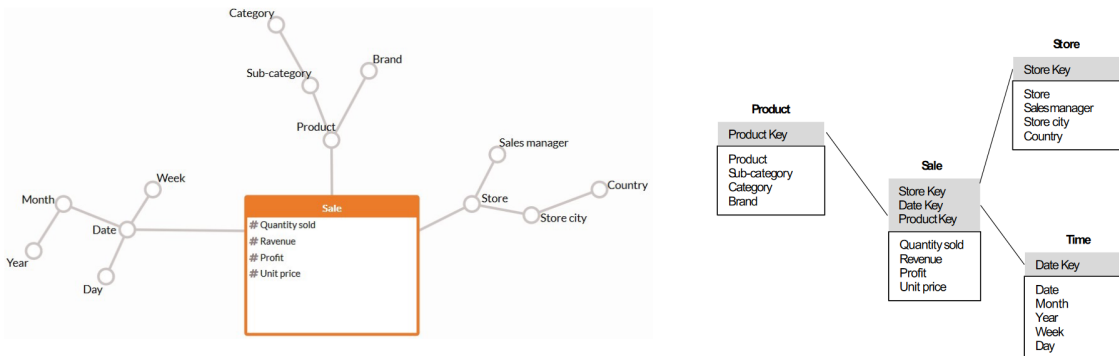 Category
Brand
Sub-category
Product
Sales manager
Week
Country
Month
Store
Store city
Date
Year
Day
Sale
# Quantity sold
# Ravenue
# Profit
# Unit price
Product
Product Key
Product
Sub-category
Category
Brand
Sale
Store Key
Date Key
Product Key
Quantity sold
Revenue
Profit
Unit price
Store
Store Key
Store
Sales manager
Store city
Country
Time
Date Key
Date
Month
Year
Week
Day